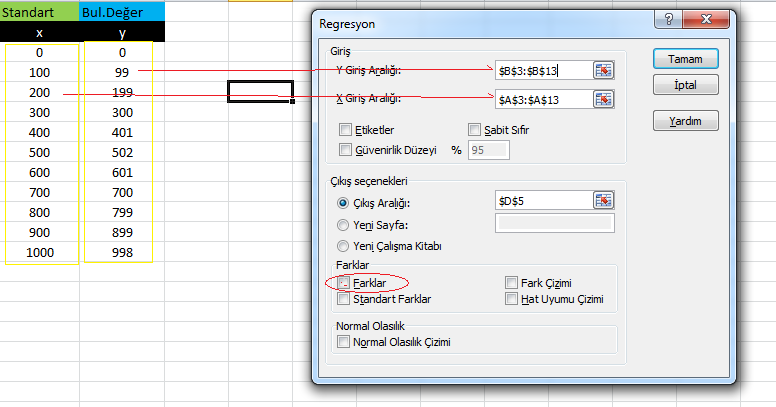 Standart Bul.Değer
x y
0 0
100 99
200 199
300 300
400 401
500 502
600 601
700 700
800 799
900 899
1000 998
Regresyon
?
Giriş
Y Giriş Aralığı: $B$3:$B$13
X Giriş Aralığı: $A$3:$A$13
Etiketler Sabit Sıfır
Güvenirlik Düzeyi % 95
Çıkış seçenekleri
Çıkış Aralığı: $D$5
Yeni Sayfa:
Yeni Çalışma Kitabı
Farklar
Farklar Fark Çizimi
Standart Farklar Hat Uyumu Çizimi
Normal Olasılık
Normal Olasılık Çizimi
Tamam
İptal
Yardım